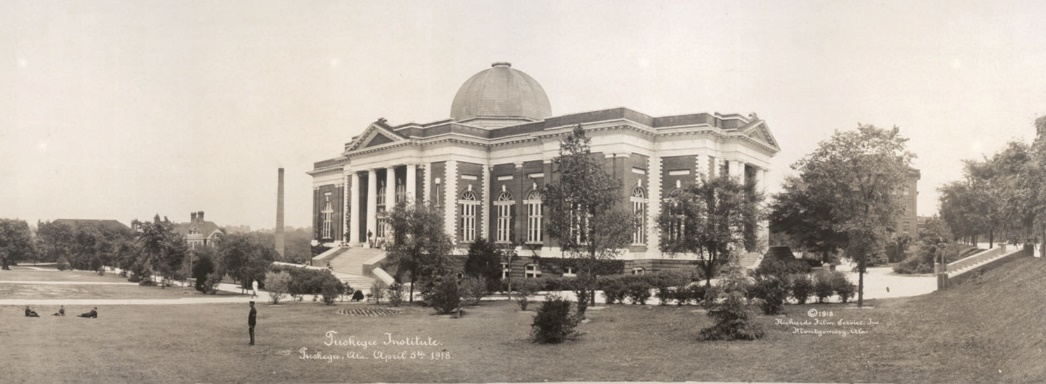 Tuskegee Institute.
Tuskegee, Ala. April 5th 1918.
©1918
Richards Film Service, Inc.
Montgomery, Ala.